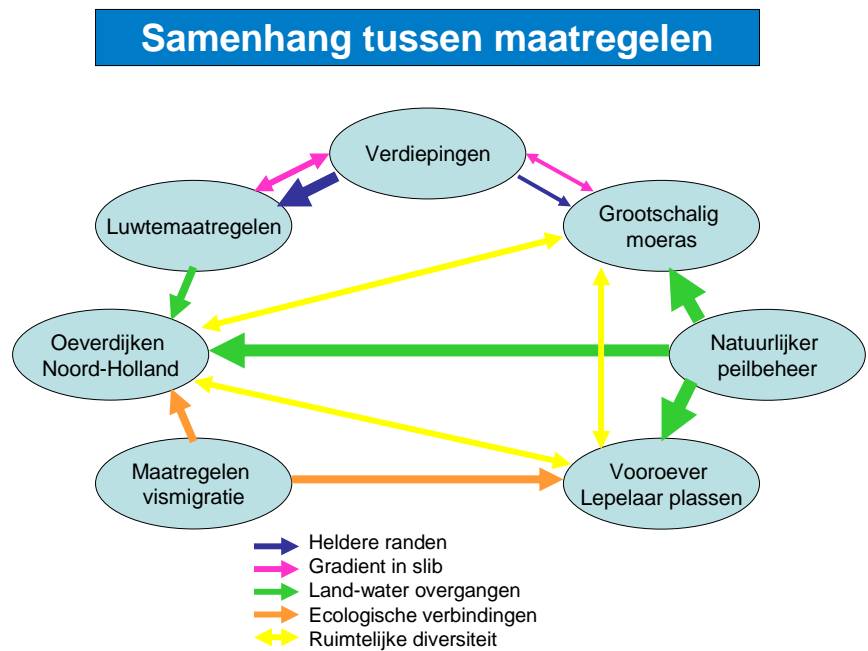 Samenhang tussen maatregelen
Verdiepingen
Luwtemaatregelen
Grootschalig
moeras
Oeverdijken
Noord-Holland
Natuurlijker
peilbeheer
Maatregelen
vismigratie
Vooroever
Lepelaar plassen
Heldere randen
Gradient in slib
Land-water overgangen
Ecologische verbindingen
Ruimtelijke diversiteit